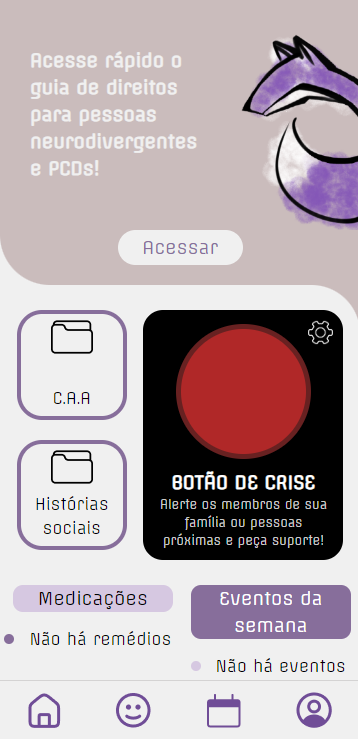 Acesse rápido o
guia de direitos
para pessoas
neurodivergentes
e PCDs!
Acessar
C.A.A
Histórias
sociais
BOTÃO DE CRISE
Alerte os membros de sua
família ou pessoas
próximas e peça suporte!
Medicações
Não há remédios
Eventos da
semana
Não há eventos